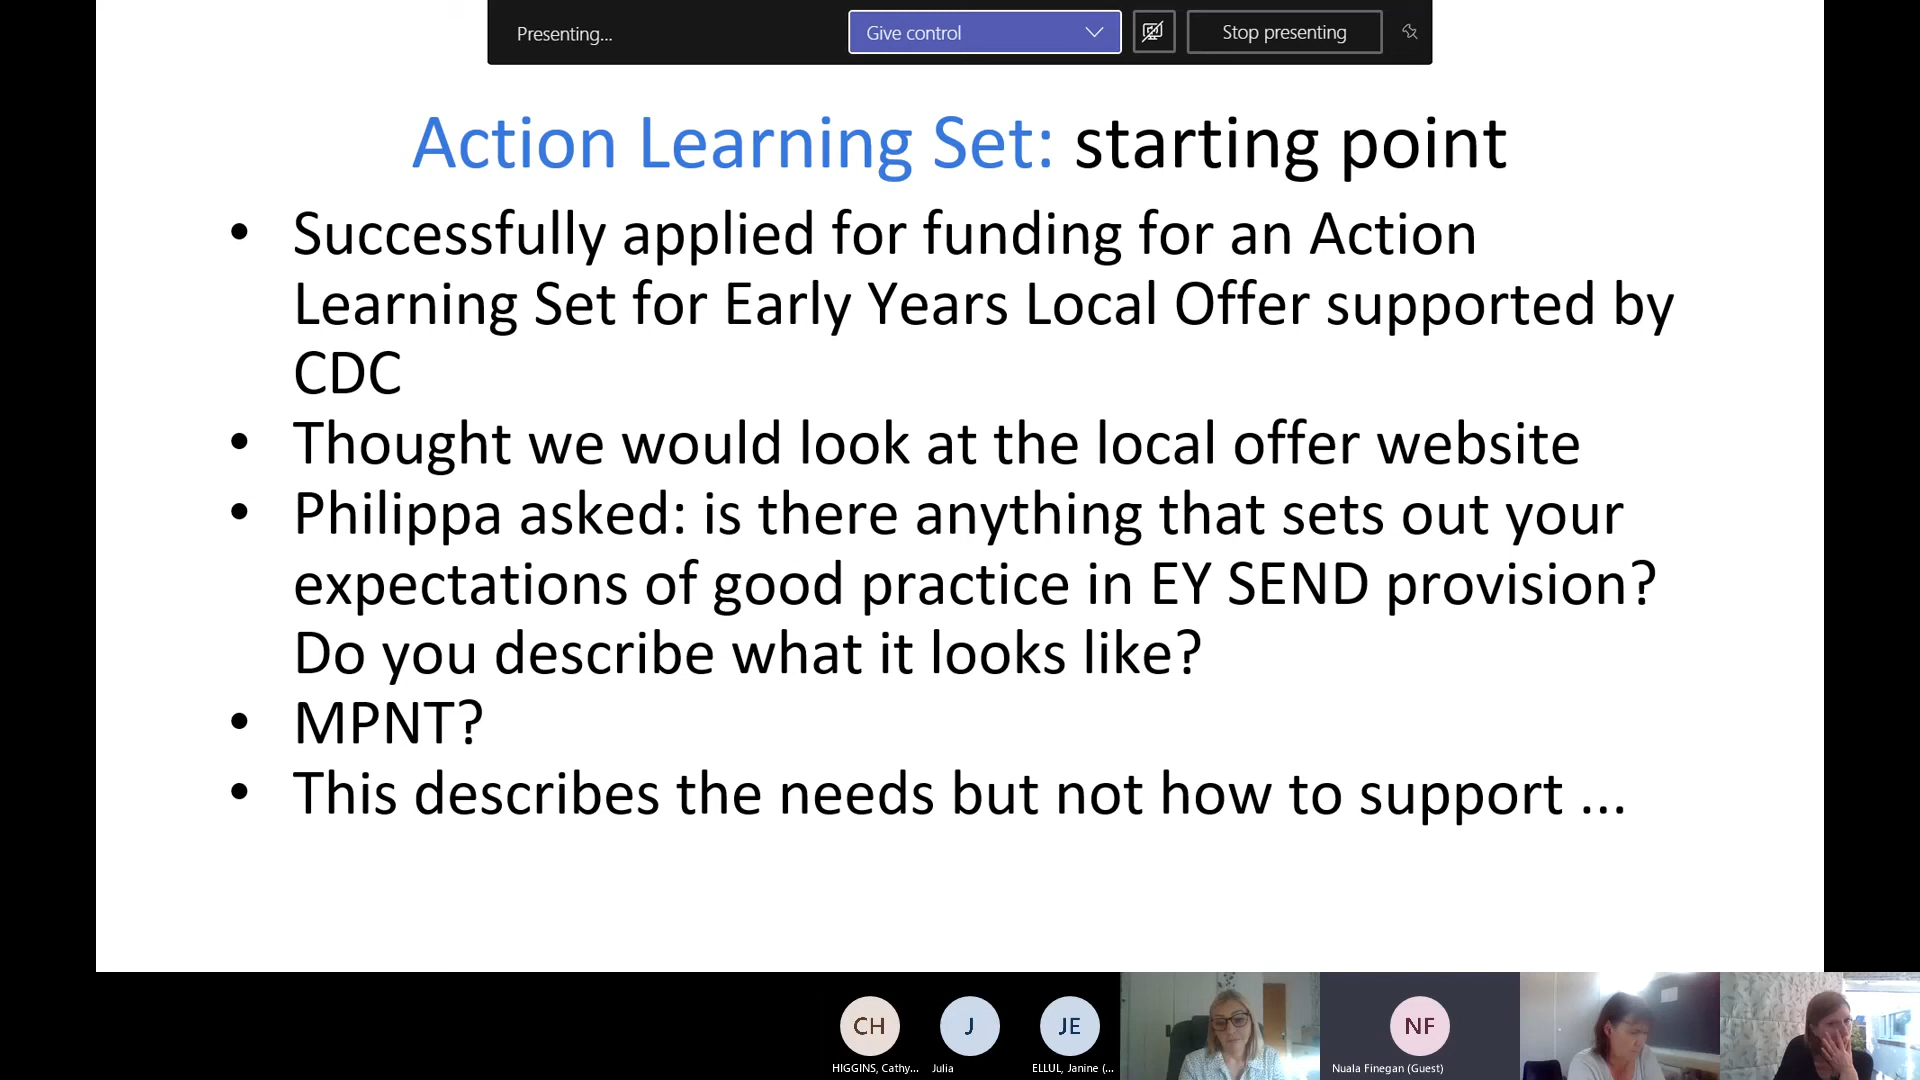 Presenting...
Give control
Stop presenting
Action Learning Set: starting point
• Successfully applied for funding for an Action
Learning Set for Early Years Local Offer supported by
CDC
• Thought we would look at the local offer website
• Philippa asked: is there anything that sets out your
expectations of good practice in EY SEND provision?
Do you describe what it looks like?
• MPNT?
• This describes the needs but not how to support ...
CH
J
JE
NF
HIGGINS, Cathy...
Julia
ELLUL, Janine (...
Nuala Finegan (Guest)